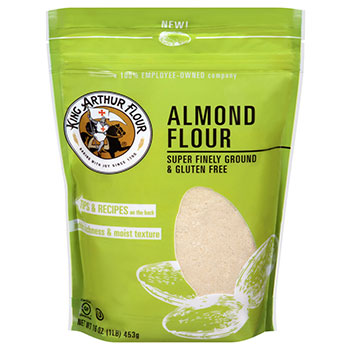 NEW!
a 100% EMPLOYEE-OWNED company
KING ARTHUR FLOUR
BAKING WITH JOY SINCE 1790
ALMOND
FLOUR
SUPER FINELY GROUND
& GLUTEN FREE
TIPS & RECIPES on the back
& moist texture
NET WT 16 OZ (1LB) 453g